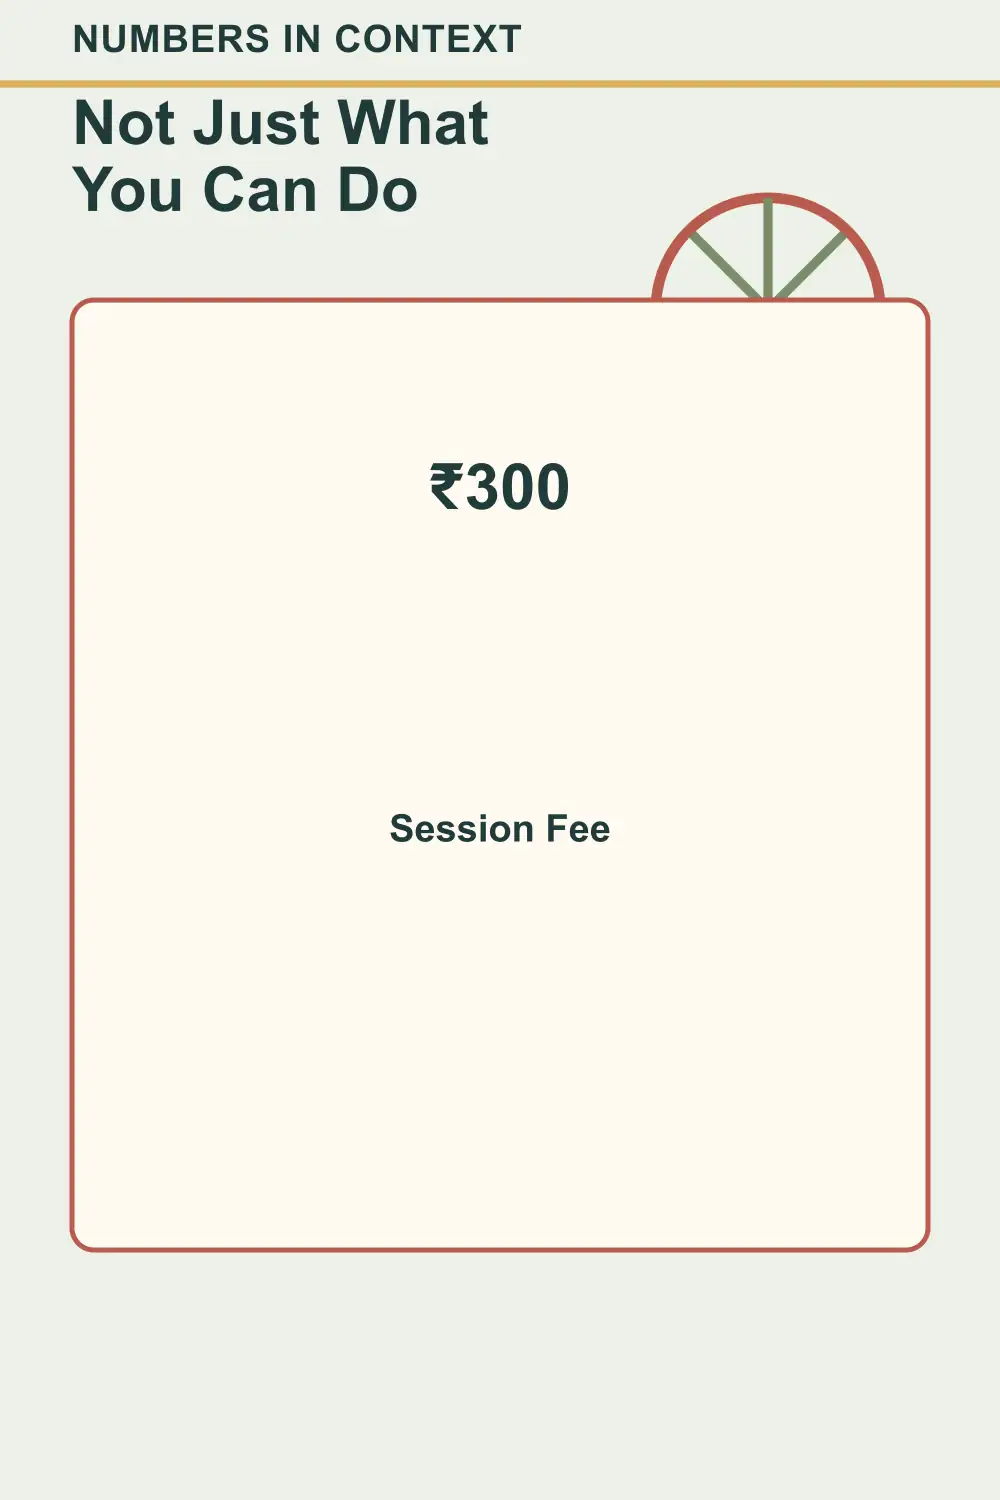 NUMBERS IN CONTEXT
Not Just What
You Can Do
₹300
Session Fee